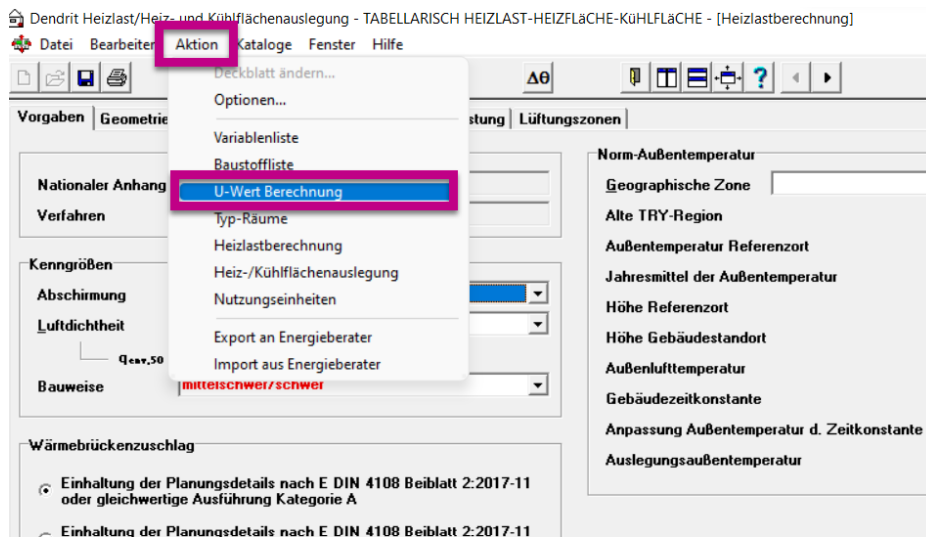 Dendrit Heizlast/Heiz- und Kühlflächenauslegung - TABELLARISCH HEIZLAST-HEIZFLäCHE-KüHLFLäCHE - [Heizlastberechnung]
Datei Bearbeiten Aktion Kataloge Fenster Hilfe
Δθ ?
Vorgaben Geometrie stung Lüftungszonen
Deckblatt ändern...
Optionen...
Variablenliste
Baustoffliste
U-Wert Berechnung
Typ-Räume
Heizlastberechnung
Heiz-/Kühlflächenauslegung
Nutzungseinheiten
Export an Energieberater
Import aus Energieberater
Nationaler Anhang
Verfahren
Kenngrößen
Abschirmung
Luftdichtheit
qenv,50
Bauweise mittelschwer/schwer
Wärmebrückenzuschlag
Einhaltung der Planungsdetails nach E DIN 4108 Beiblatt 2:2017-11
oder gleichwertige Ausführung Kategorie A
Einhaltung der Planungsdetails nach E DIN 4108 Beiblatt 2:2017-11
Norm-Außentemperatur
Geographische Zone
Alte TRY-Region
Außentemperatur Referenzort
Jahresmittel der Außentemperatur
Höhe Referenzort
Höhe Gebäudestandort
Außenlufttemperatur
Gebäudezeitkonstante
Anpassung Außentemperatur d. Zeitkonstante
Auslegungsaußentemperatur